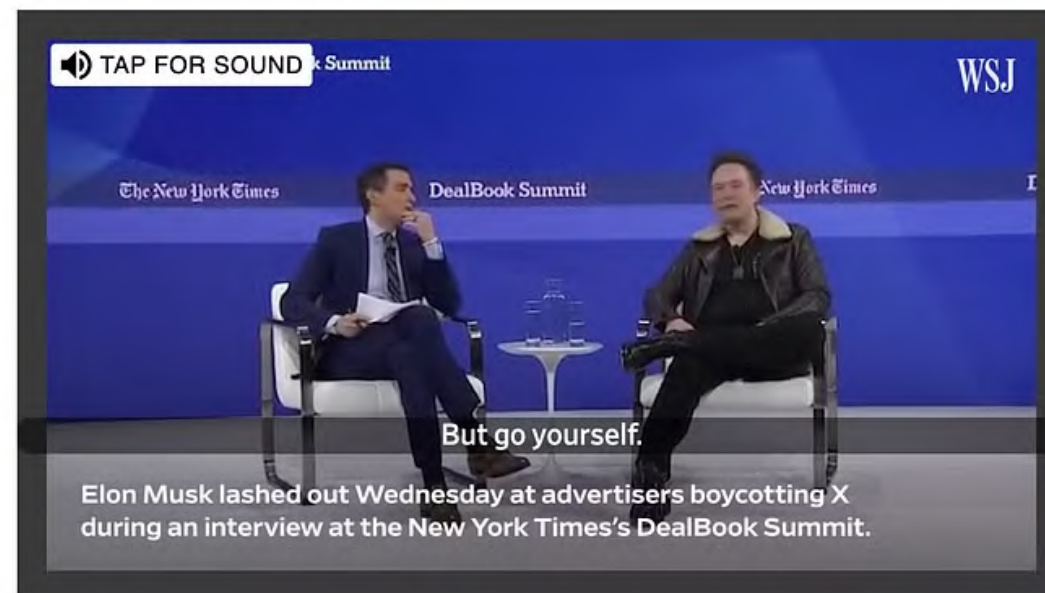 TAP FOR SOUND k Summit
WSJ
The New York Times
DealBook Summit
New York Times
D
But go yourself.
Elon Musk lashed out Wednesday at advertisers boycotting X
during an interview at the New York Times's DealBook Summit.